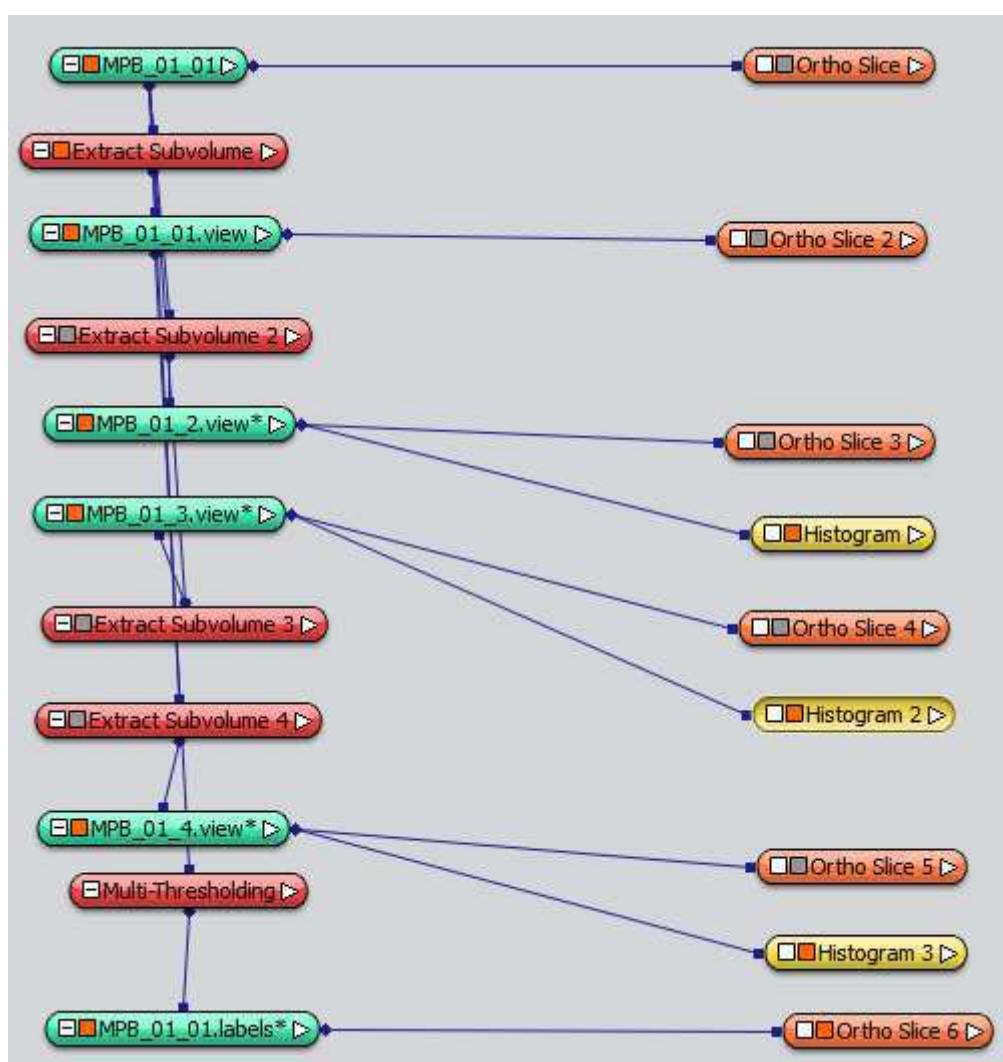 MPB_01_01
Ortho Slice
Extract Subvolume
MPB_01_01.view
Ortho Slice 2
Extract Subvolume 2
MPB_01_2.view*
Ortho Slice 3
MPB_01_3.view*
Histogram
Extract Subvolume 3
Ortho Slice 4
Extract Subvolume 4
Histogram 2
MPB_01_4.view*
Ortho Slice 5
Multi-Thresholding
Histogram 3
MPB_01_01.labels*
Ortho Slice 6